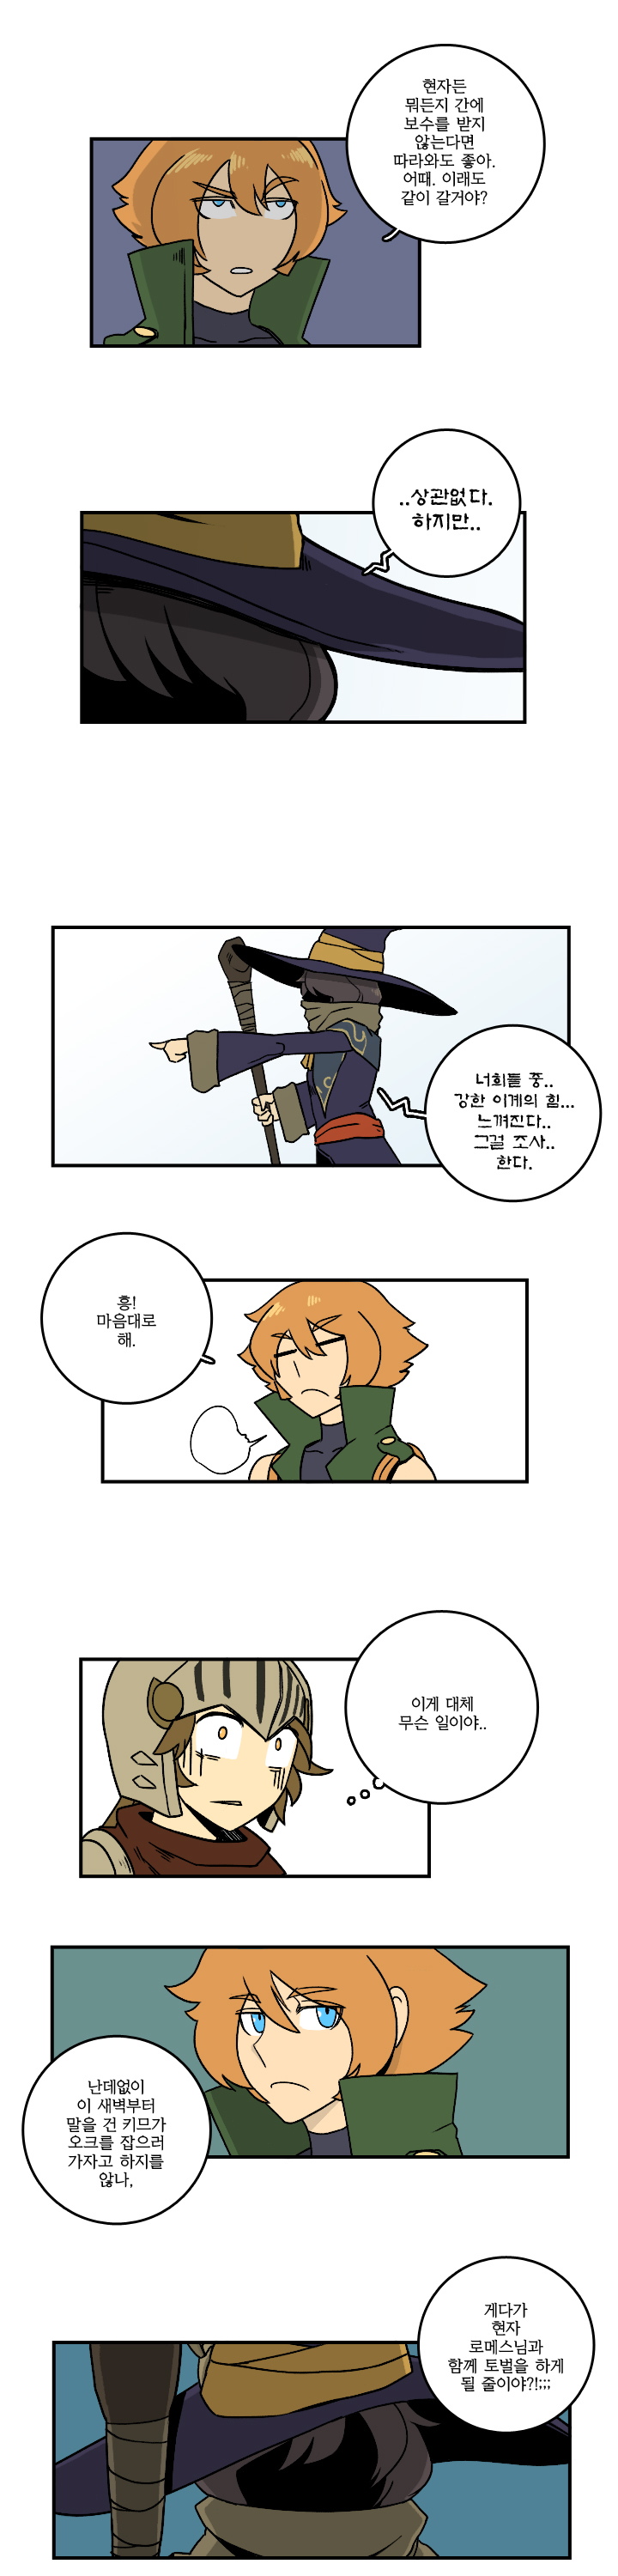 현자든
뭐든지 간에
보수를 받지
않는다면
따라와도 좋아.
어때. 이래도
같이 갈거야?
..상관없다.
하지만..
너희들 중..
강한 이계의 힘...
느껴진다..
그걸 조사..
한다.
흥!
마음대로
해.
이게 대체
무슨 일이야..
난데없이
이 새벽부터
말을 건 키므가
오크를 잡으러
가자고 하지를
않나,
게다가
현자
로메스님과
함께 토벌을 하게
될 줄이야?!;;;